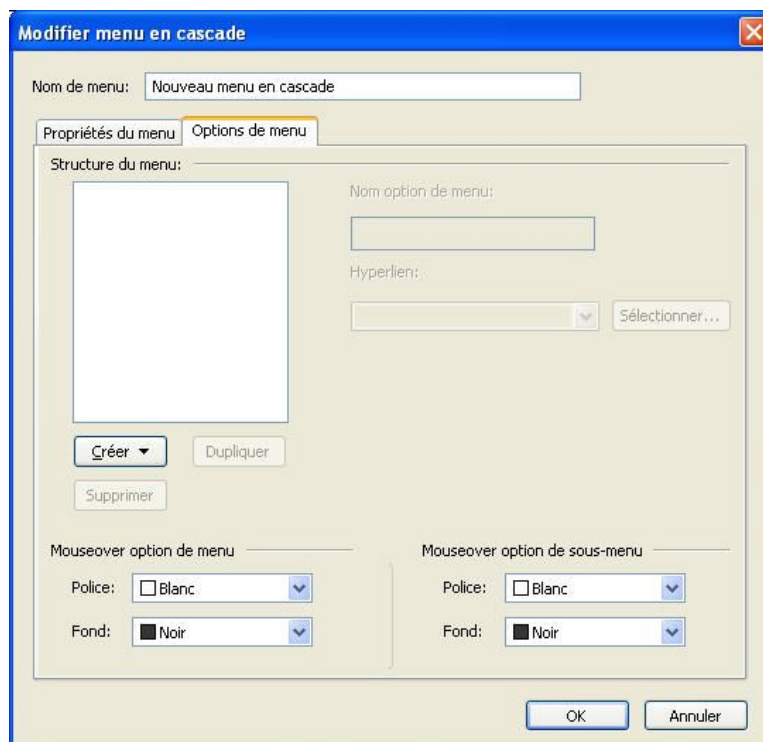 Modifier menu en cascade
Nom de menu: Nouveau menu en cascade
Propriétés du menu Options de menu
Structure du menu:
Nom option de menu:
Hyperlien:
Sélectionner...
Créer Dupliquer
Supprimer
Mouseover option de menu Mouseover option de sous-menu
Police: Blanc Police: Blanc
Fond: Noir Fond: Noir
OK Annuler